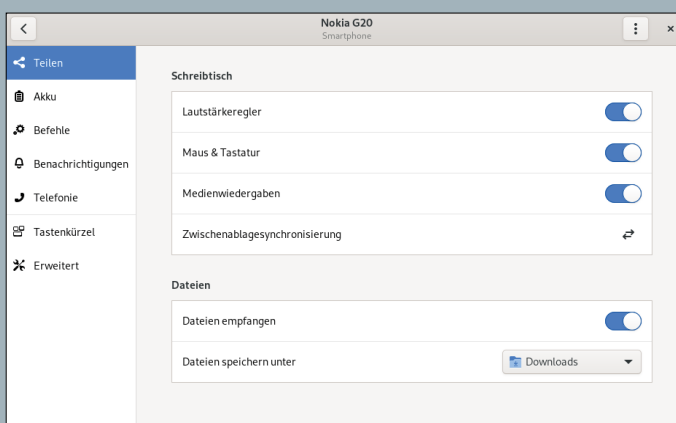 Nokia G20
Smartphone
Teilen
Akku
Befehle
Benachrichtigungen
Telefonie
Tastenkürzel
Erweitert
Schreibtisch
Lautstärkeregler
Maus & Tastatur
Medienwiedergaben
Zwischenablagesynchronisierung
Dateien
Dateien empfangen
Dateien speichern unter
Downloads